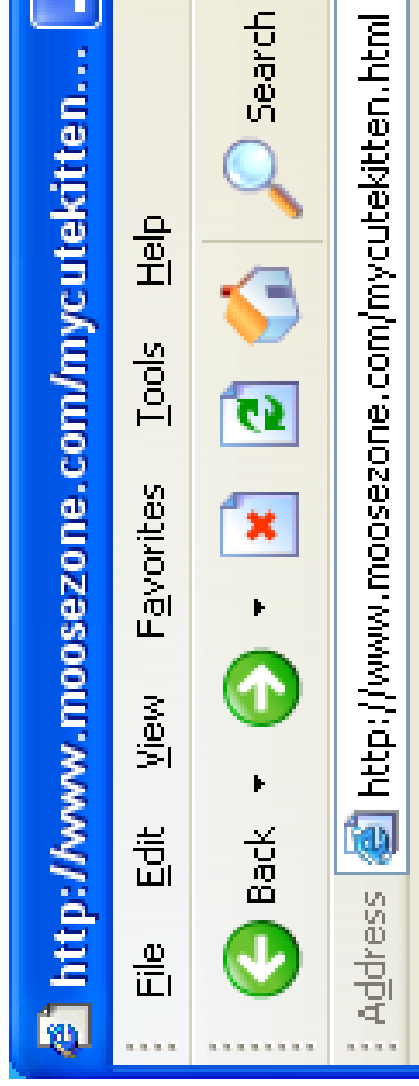 http://www.moosezone.com/mycutekitten...
File Edit View Favorites Tools Help
Back Search
Address http://www.moosezone.com/mycutekitten.html